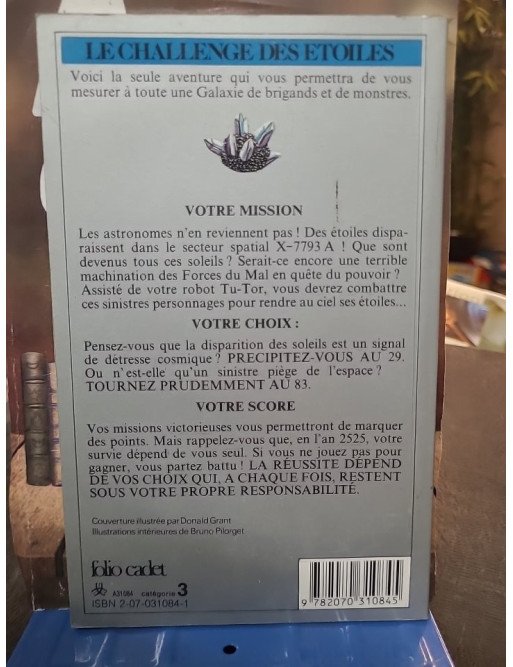 LE CHALLENGE DES ETOILES
Voici la seule aventure qui vous permettra de vous
mesurer à toute une Galaxie de brigands et de monstres.
VOTRE MISSION
Les astronomes n'en reviennent pas ! Des étoiles dispa-
raissent dans le secteur spatial X-7793 A ! Que sont
devenus tous ces soleils ? Serait-ce encore une terrible
machination des Forces du Mal en quête du pouvoir ?
Assisté de votre robot Tu-Tor, vous devrez combattre
ces sinistres personnages pour rendre au ciel ses étoiles...
VOTRE CHOIX :
Pensez-vous que la disparition des soleils est un signal
de détresse cosmique ? PRECIPITEZ-VOUS AU 29.
Ou n'est-elle qu'un sinistre piège de l'espace ?
TOURNEZ PRUDEMMENT AU 83.
VOTRE SCORE
Vos missions victorieuses vous permettront de marquer
des points. Mais rappelez-vous que, en l'an 2525, votre
survie dépend de vous seul. Si vous ne jouez pas pour
gagner, vous partez battu ! LA RÉUSSITE DÉPEND
DE VOS CHOIX QUI, A CHAQUE FOIS, RESTENT
SOUS VOTRE PROPRE RESPONSABILITÉ.
Couverture illustrée par Donald Grant
Illustrations intérieures de Bruno Pilorget
folio cadet
A31084 catégorie 3
ISBN 2-07-031084-1
9 782070 310845